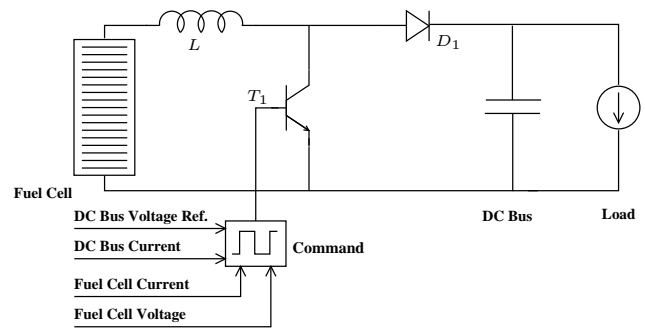 L
D1
T1
Fuel Cell
DC Bus
Load
DC Bus Voltage Ref.
DC Bus Current
Command
Fuel Cell Current
Fuel Cell Voltage